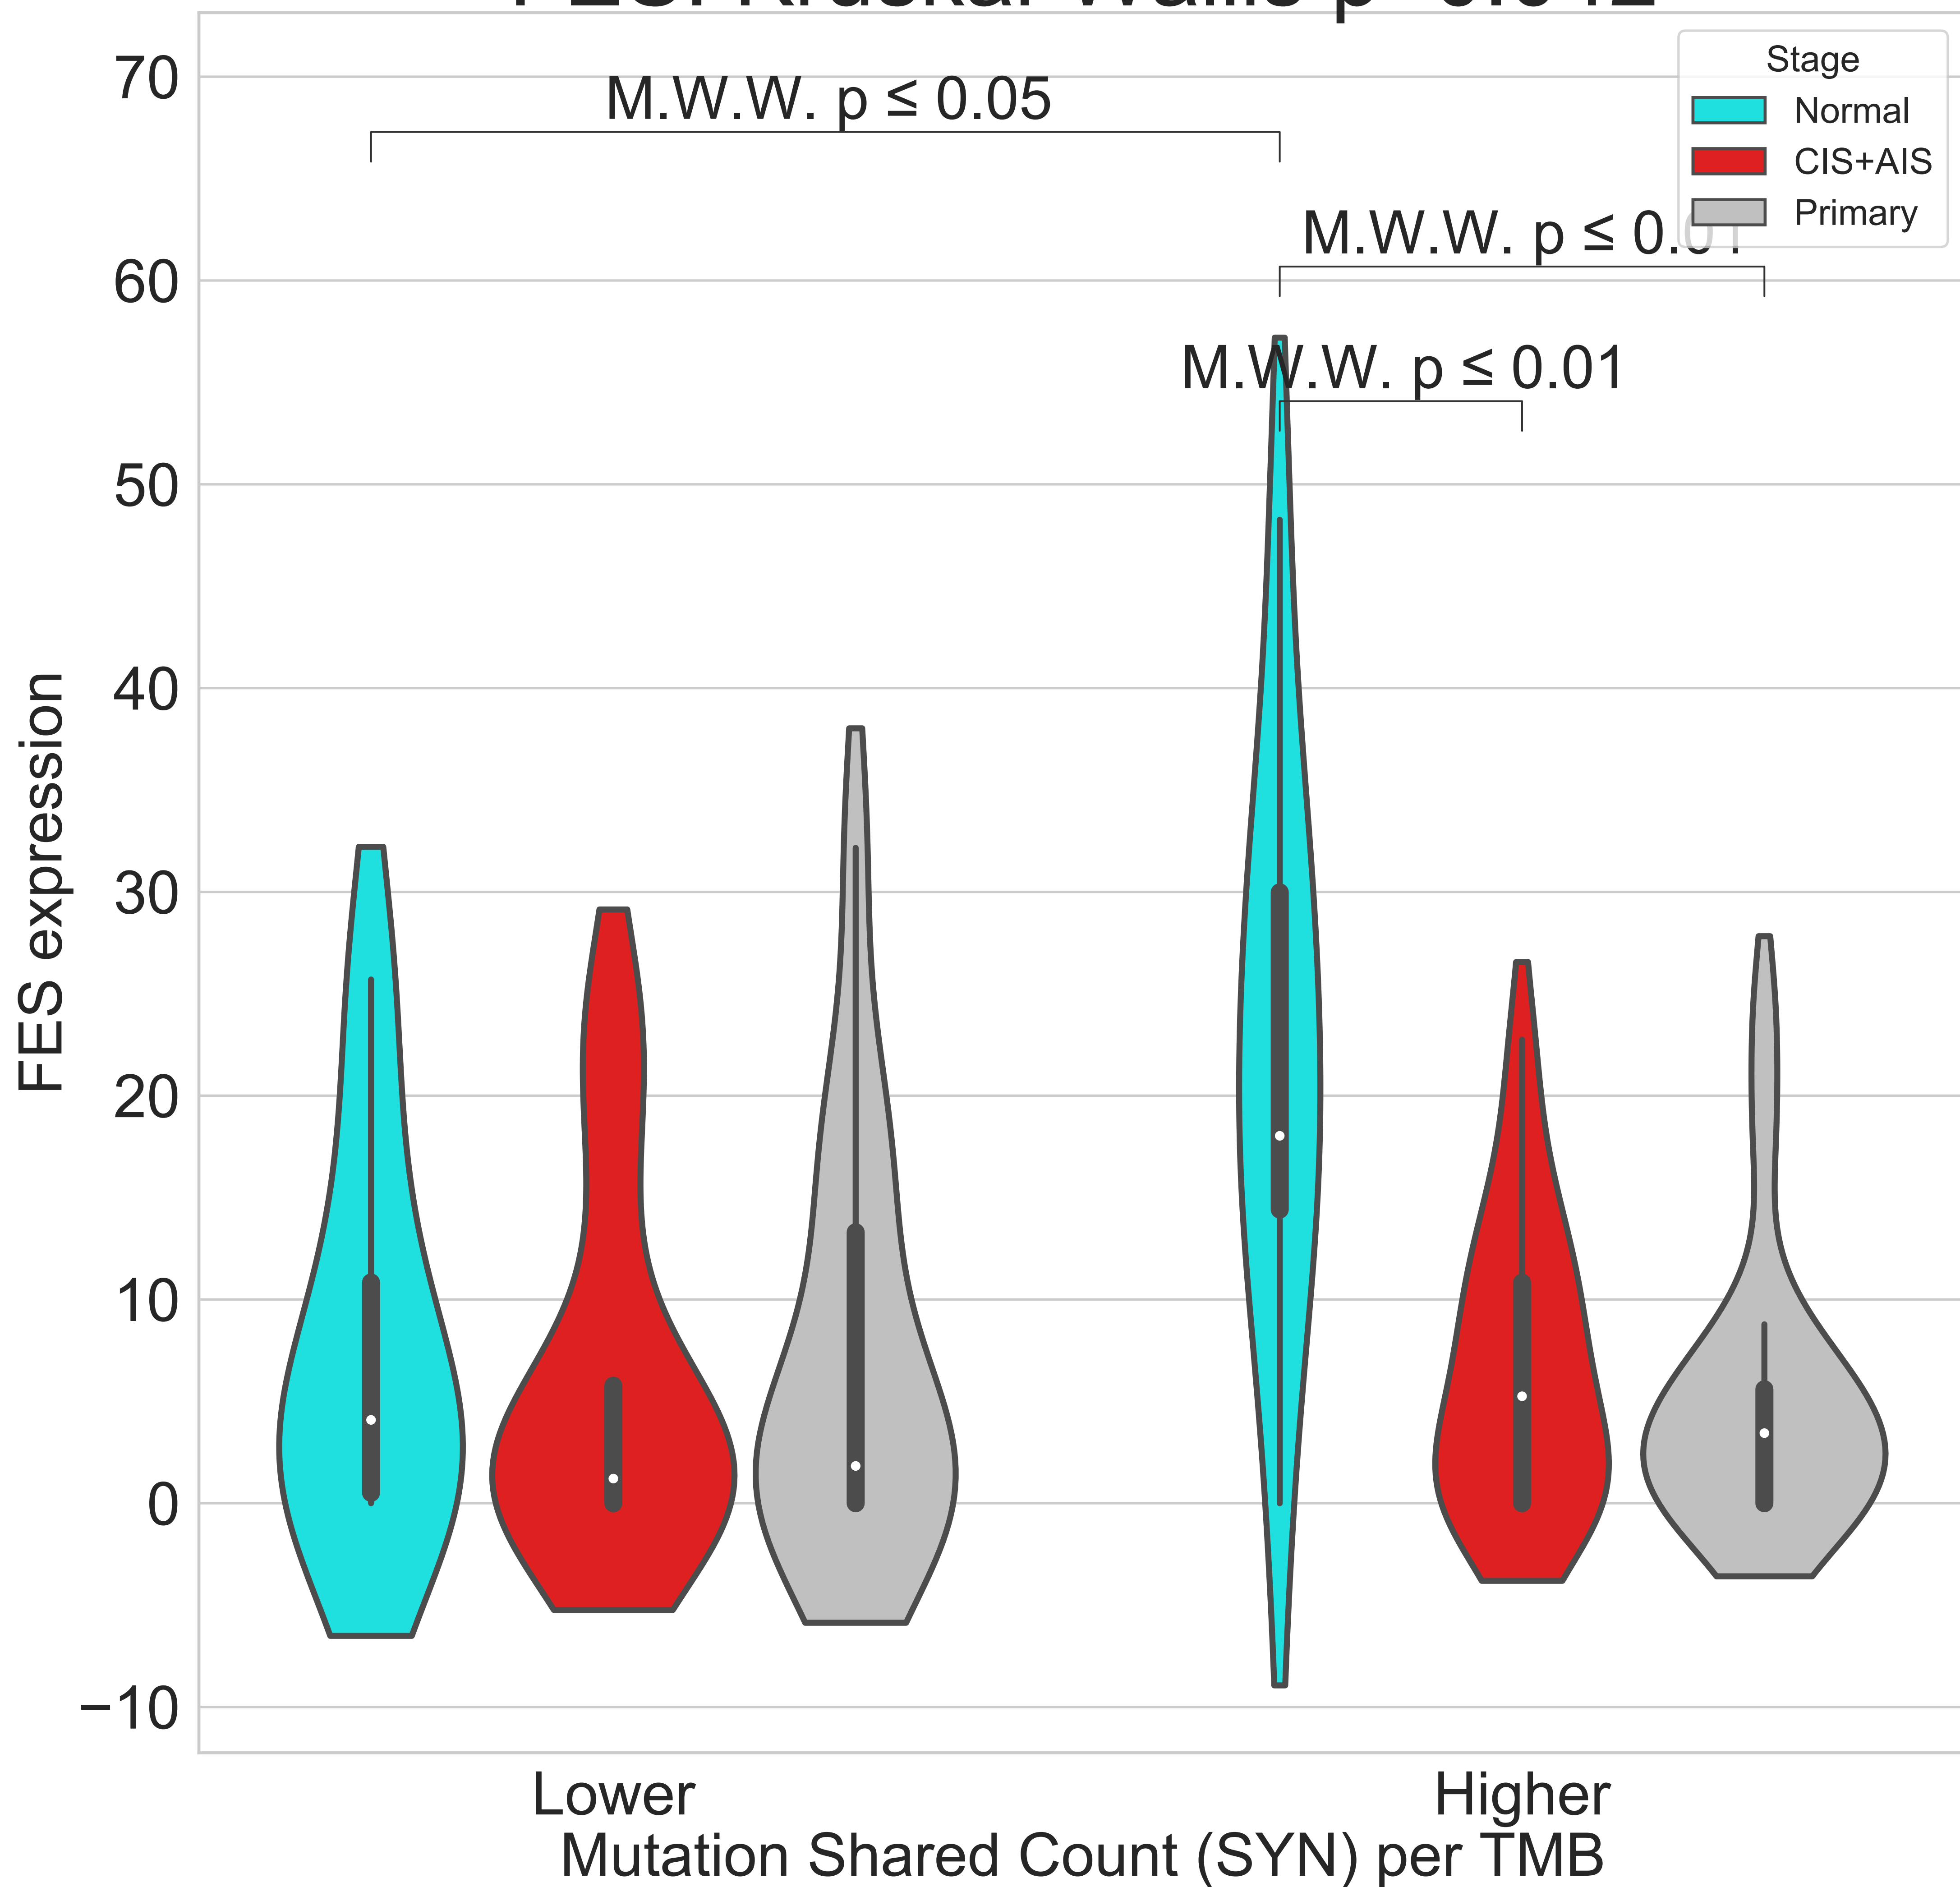 70
60
50
40
30
20
10
0
−10
FES expression
M.W.W. p ≤ 0.05
M.W.W. p ≤ 0.01
M.W.W. p ≤ 0.01
Stage
Normal
CIS+AIS
Primary
Lower
Higher
Mutation Shared Count (SYN) per TMB